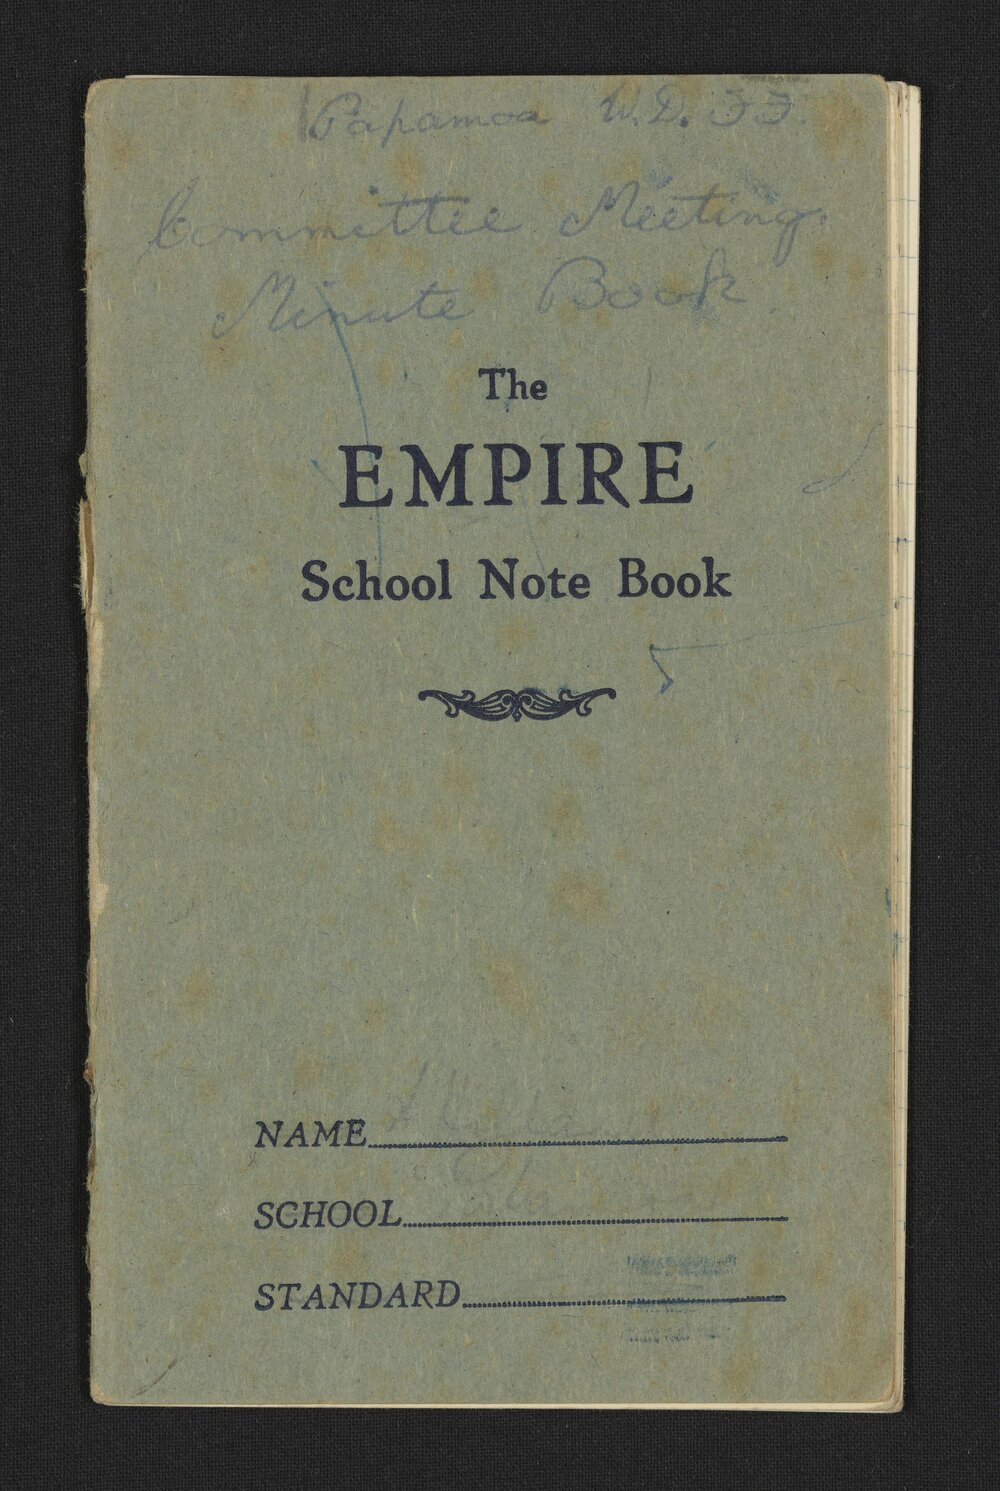 Papamoa W.D. 33.
Committee Meeting.
Minute Book.
The
EMPIRE
School Note Book
NAME
SCHOOL
STANDARD